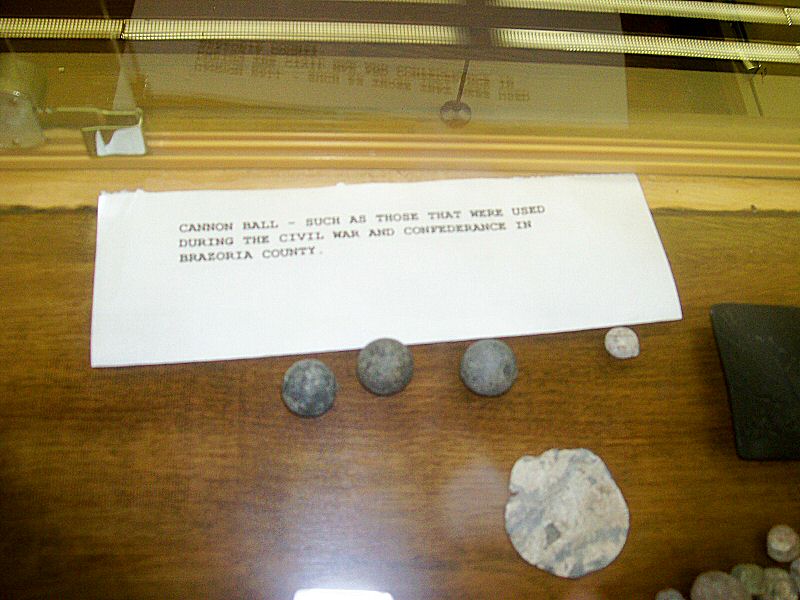 CANNON BALL - SUCH AS THOSE THAT WERE USED
DURING THE CIVIL WAR AND CONFEDERANCE IN
BRAZORIA COUNTY.